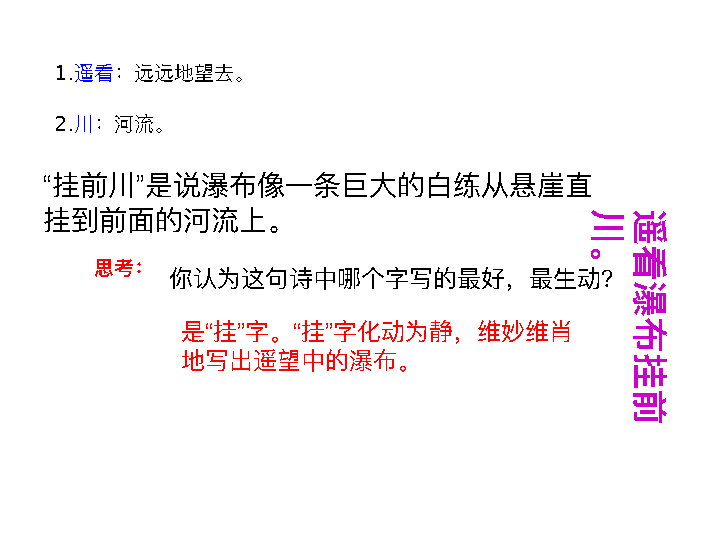 1.遥看：远远地望去。
2.川：河流。
“挂前川”是说瀑布像一条巨大的白练从悬崖直
挂到前面的河流上。
思考：
你认为这句诗中哪个字写的最好，最生动？
是“挂”字。“挂”字化动为静，维妙维肖
地写出遥望中的瀑布。
遥看瀑布挂前
川。